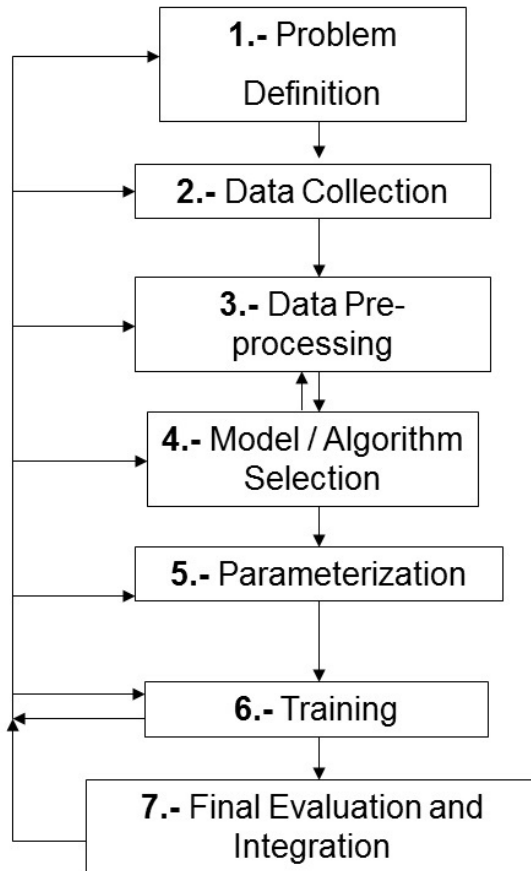 1.- Problem
Definition
2.- Data Collection
3.- Data Pre-
processing
4.- Model / Algorithm
Selection
5.- Parameterization
6.- Training
7.- Final Evaluation and
Integration